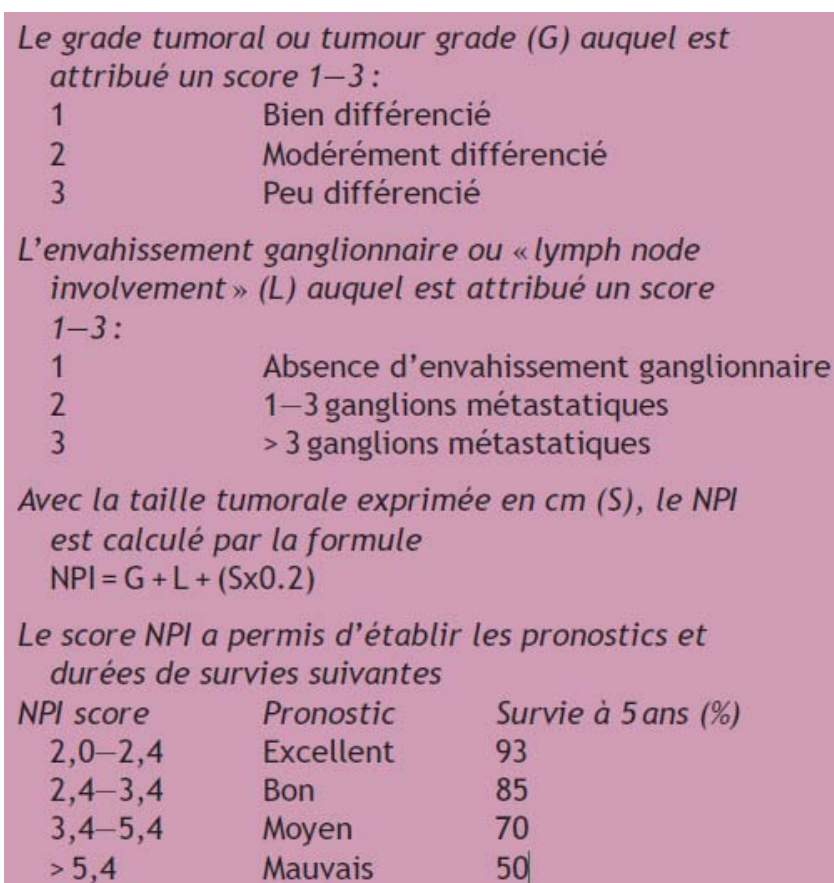 Le grade tumoral ou tumour grade (G) auquel est
attribué un score 1—3 :
1 Bien différencié
2 Modérément différencié
3 Peu différencié
L’envahissement ganglionnaire ou « lymph node
involvement » (L) auquel est attribué un score
1—3 :
1 Absence d’envahissement ganglionnaire
2 1—3 ganglions métastatiques
3 > 3 ganglions métastatiques
Avec la taille tumorale exprimée en cm (S), le NPI
est calculé par la formule
NPI = G + L + (Sx0.2)
Le score NPI a permis d’établir les pronostics et
durées de survies suivantes
NPI score Pronostic Survie à 5 ans (%)
2,0—2,4 Excellent 93
2,4—3,4 Bon 85
3,4—5,4 Moyen 70
> 5,4 Mauvais 50